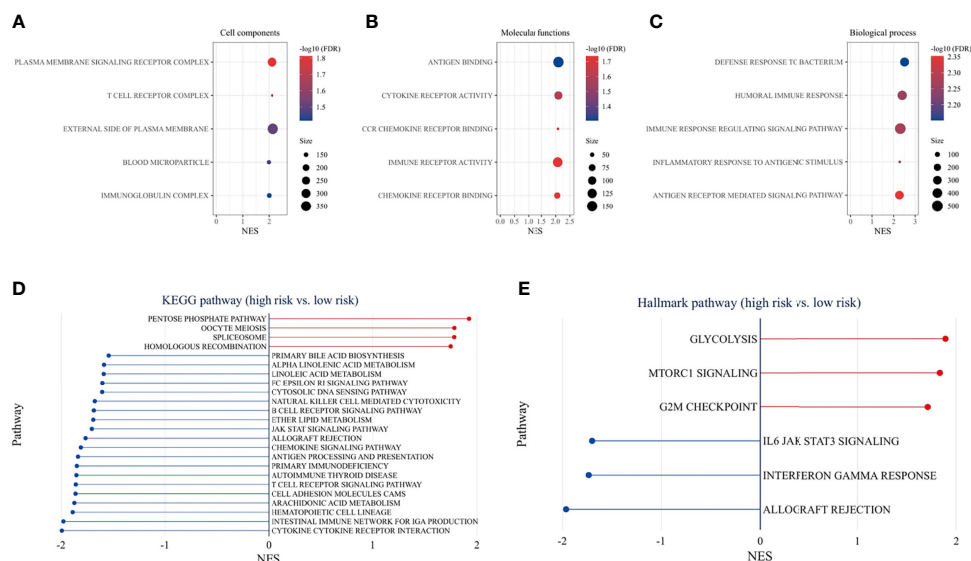 A
Cell components
PLASMA MEMBRANE SIGNALING RECEPTOR COMPLEX
T CELL RECEPTOR COMPLEX
EXTERNAL SIDE OF PLASMA MEMBRANE
BLOOD MICROPARTICLE
IMMUNOGLOBULIN COMPLEX
0 1 2
NES
-log10 (FDR)
1.8
1.7
1.6
1.5
1.4
Size
150
200
250
300
350
B
Molecular functions
ANTIGEN BINDING
CYTOKINE RECEPTOR ACTIVITY
CCR CHEMOKINE RECEPTOR BINDING
IMMUNE RECEPTOR ACTIVITY
CHEMOKINE RECEPTOR BINDING
0.0 0.5 1.0 1.5 2.0 2.5
NES
-log10 (FDR)
1.7
1.6
1.5
1.4
Size
50
75
100
125
150
C
Biological process
DEFENSE RESPONSE TO BACTERIUM
HUMORAL IMMUNE RESPONSE
IMMUNE RESPONSE REGULATING SIGNALING PATHWAY
INFLAMMATORY RESPONSE TO ANTIGENIC STIMULUS
ANTIGEN RECEPTOR MEDIATED SIGNALING PATHWAY
0 1 2 3
NES
-log10 (FDR)
2.35
2.30
2.25
2.20
Size
100
200
300
400
500
D
KEGG pathway (high risk vs. low risk)
Pathway
PENTOSE PHOSPHATE PATHWAY
OOCYTE MEIOSIS
SPLICEOSOME
HOMOLOGOUS RECOMBINATION
PRIMARY BILE ACID BIOSYNTHESIS
ALPHA LINOLENIC ACID METABOLISM
LINOLEIC ACID METABOLISM
FC EPSILON RI SIGNALING PATHWAY
CYTOSOLIC DNA SENSING PATHWAY
NATURAL KILLER CELL MEDIATED CYTOTOXICITY
B CELL RECEPTOR SIGNALING PATHWAY
ETHER LIPID METABOLISM
JAK STAT SIGNALING PATHWAY
ALLOGRAFT REJECTION
CHEMOKINE SIGNALING PATHWAY
ANTIGEN PROCESSING AND PRESENTATION
PRIMARY IMMUNODEFICIENCY
AUTOIMMUNE THYROID DISEASE
T CELL RECEPTOR SIGNALING PATHWAY
CELL ADHESION MOLECULES CAMS
ARACHIDONIC ACID METABOLISM
HEMATOPOIETIC CELL LINEAGE
INTESTINAL IMMUNE NETWORK FOR IGA PRODUCTION
CYTOKINE CYTOKINE RECEPTOR INTERACTION
-2 -1 0 1 2
NES
E
Hallmark pathway (high risk vs. low risk)
Pathway
GLYCOLYSIS
MTORC1 SIGNALING
G2M CHECKPOINT
IL6 JAK STAT3 SIGNALING
INTERFERON GAMMA RESPONSE
ALLOGRAFT REJECTION
-2 -1 0 1 2
NES